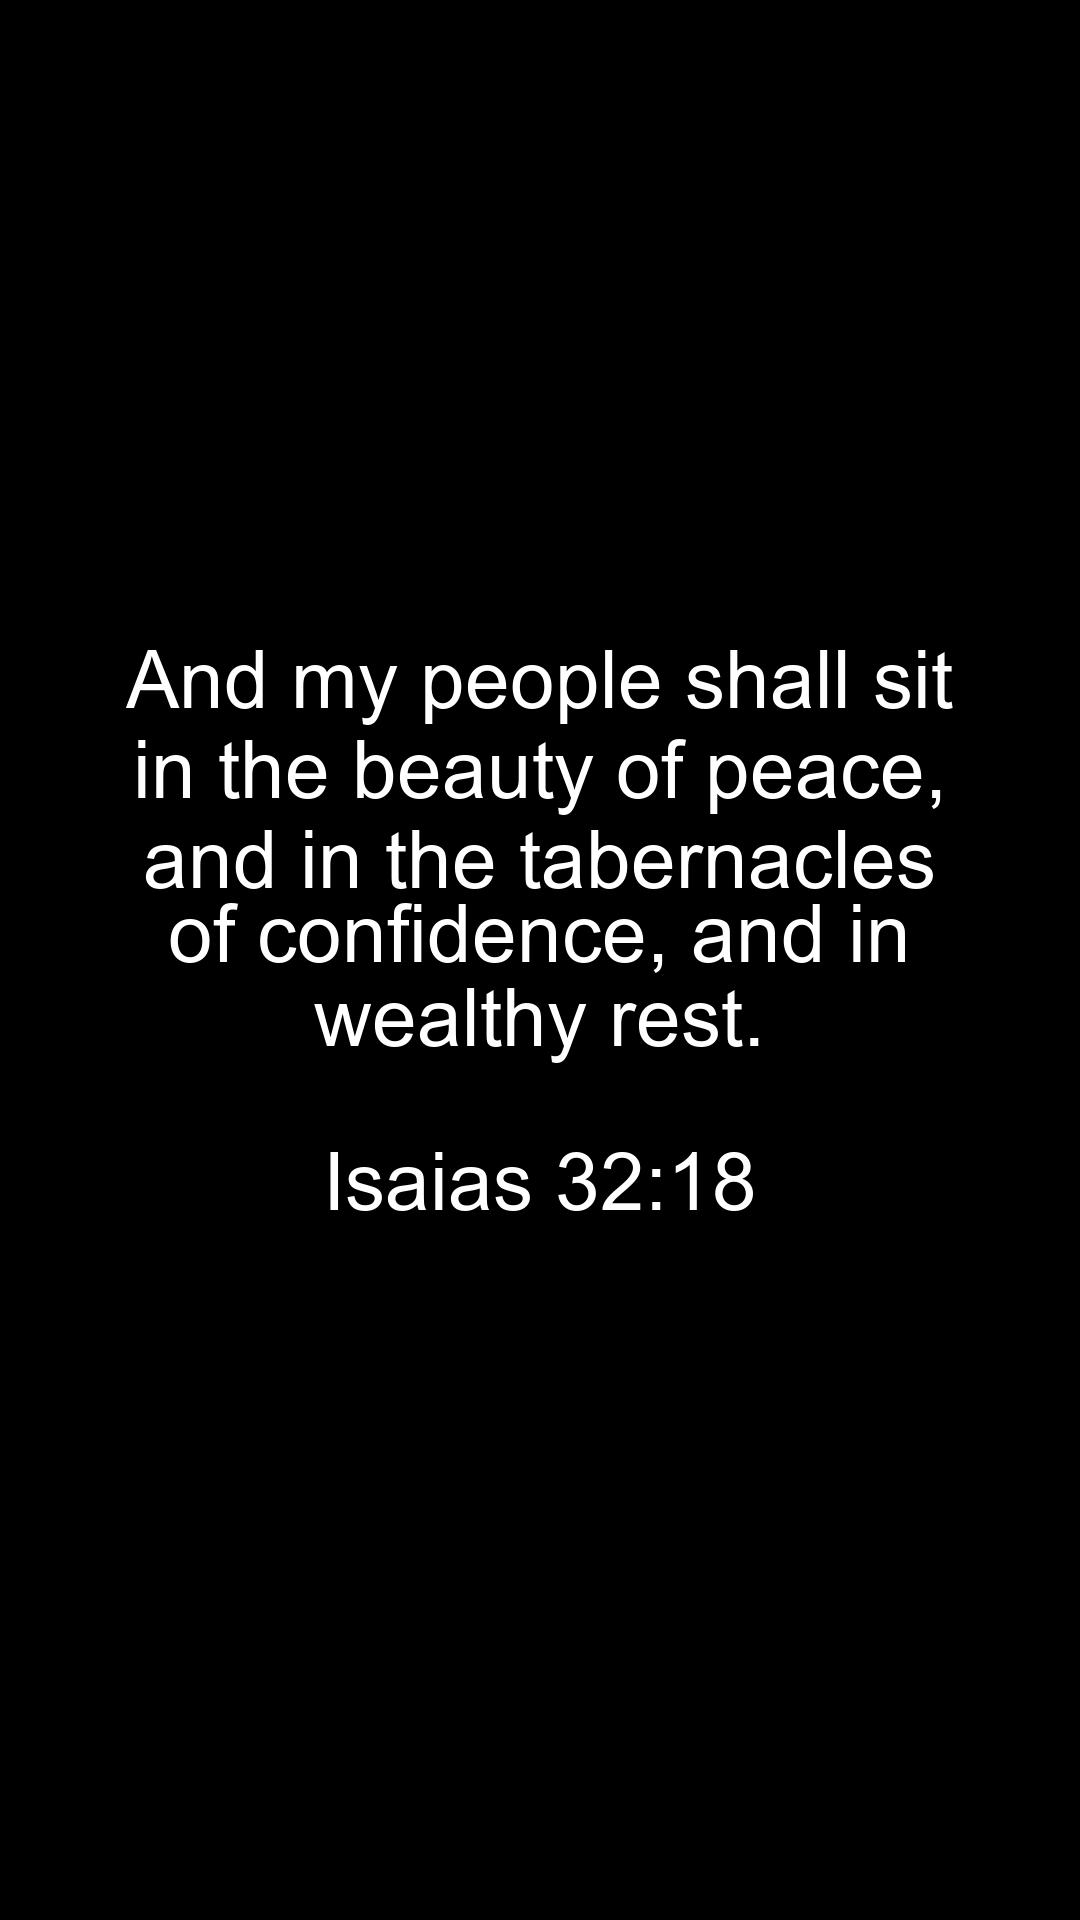 And my people shall sit
in the beauty of peace,
and in the tabernacles
of confidence, and in
wealthy rest.
Isaias 32:18